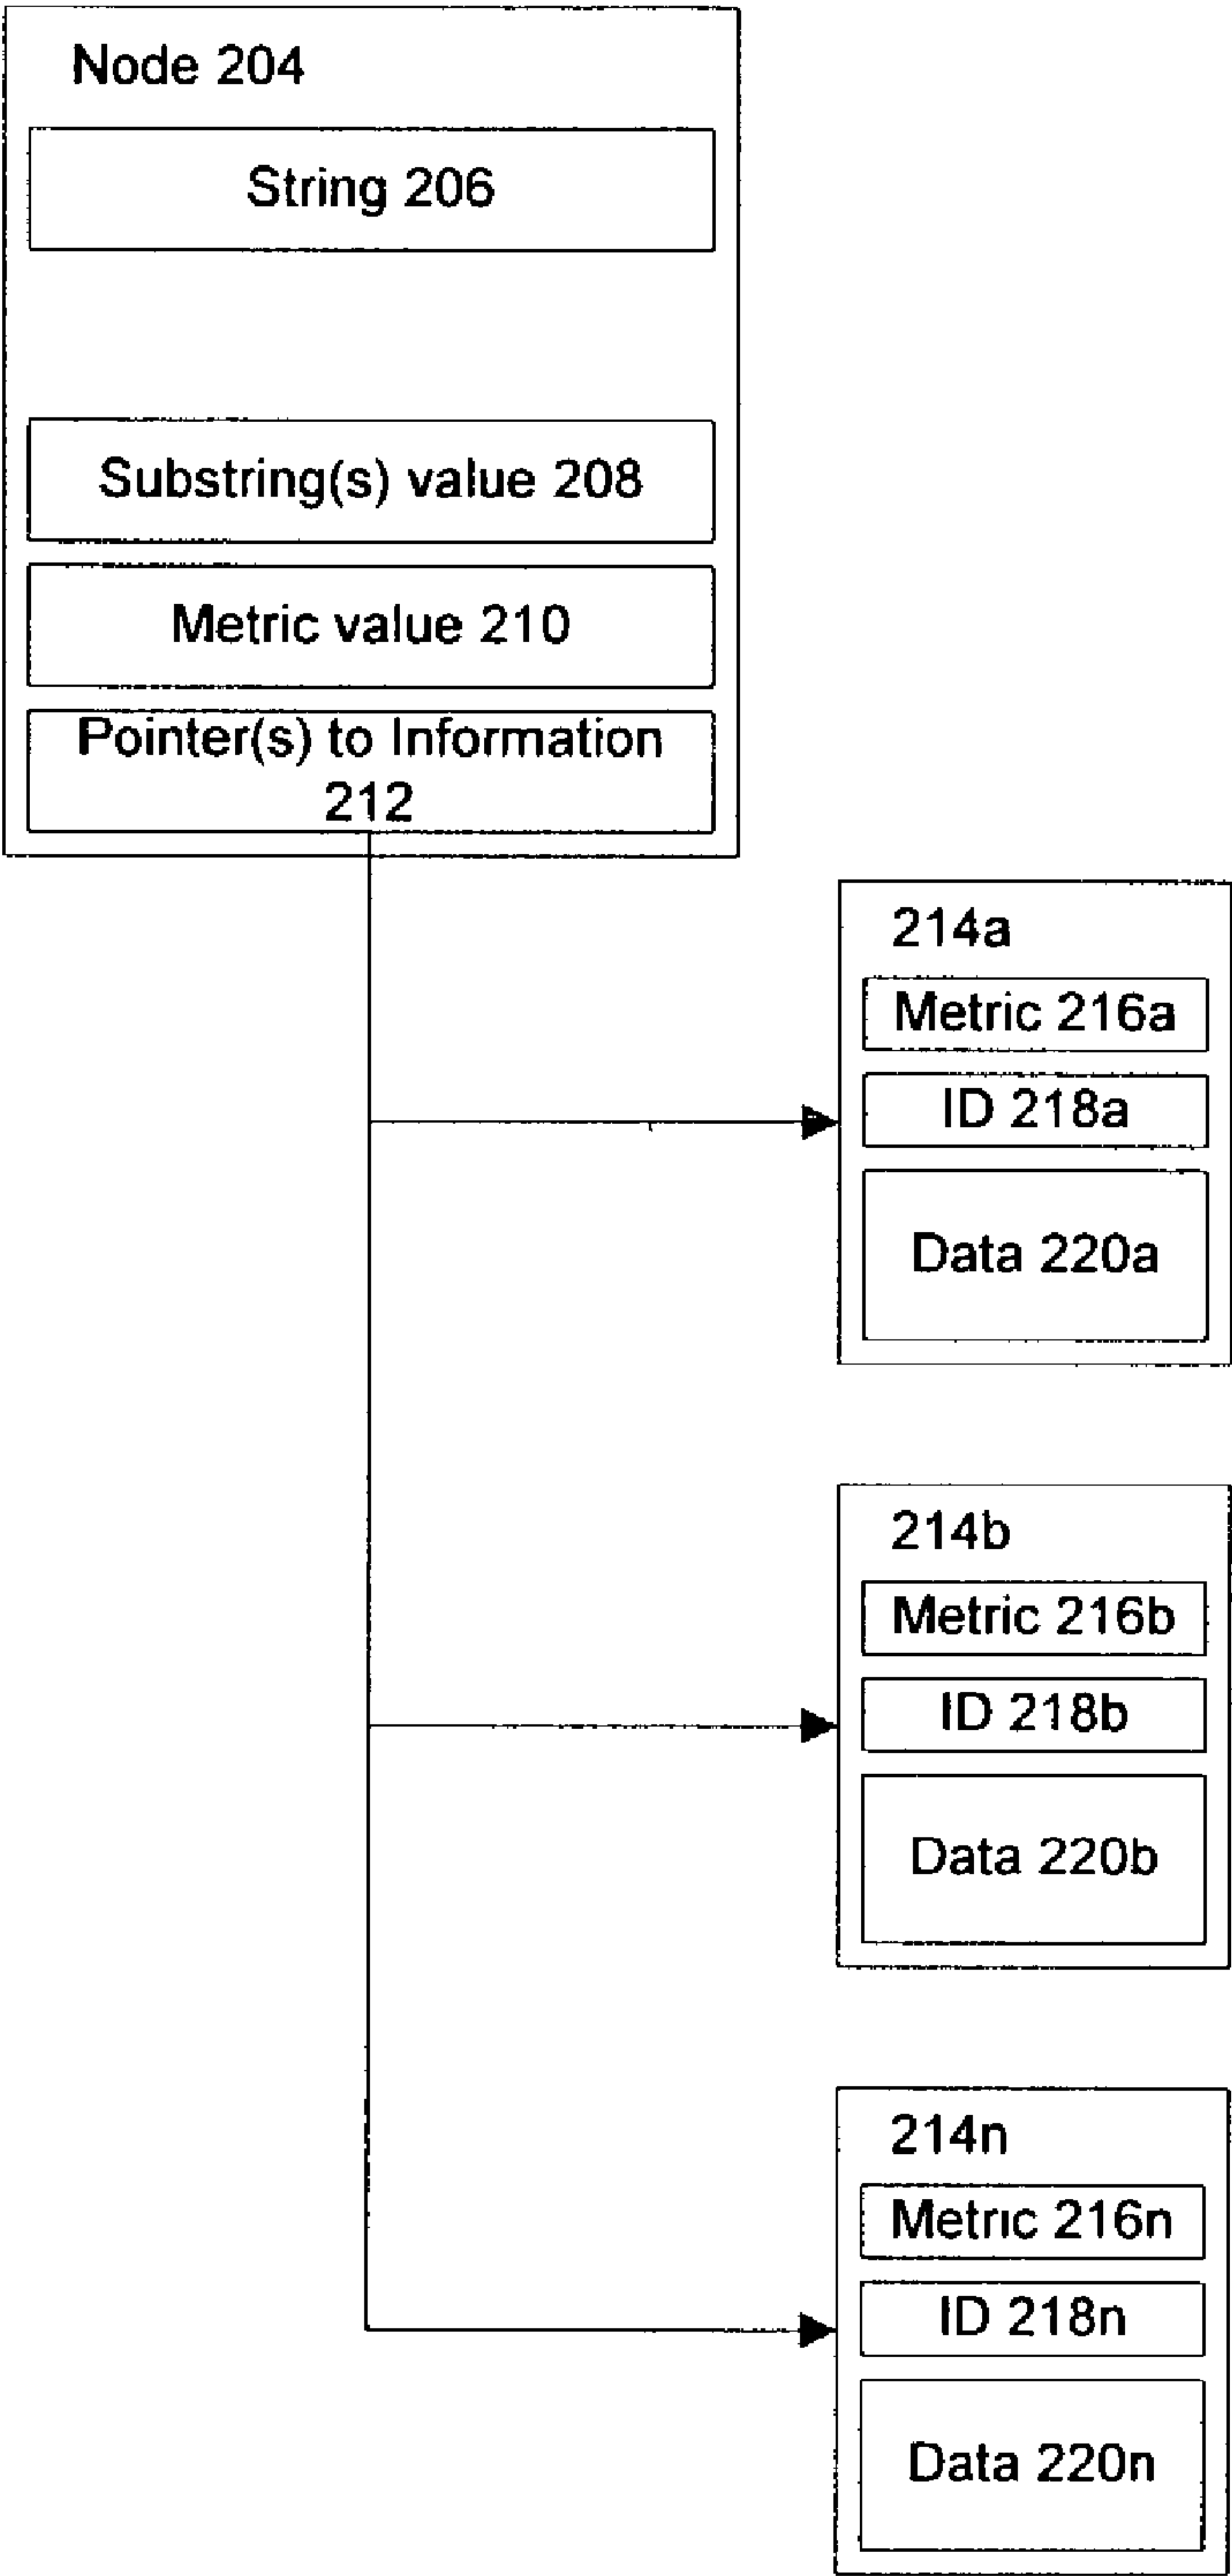 Node 204
String 206
Substring(s) value 208
Metric value 210
Pointer(s) to Information
212
214a
Metric 216a
ID 218a
Data 220a
214b
Metric 216b
ID 218b
Data 220b
214n
Metric 216n
ID 218n
Data 220n